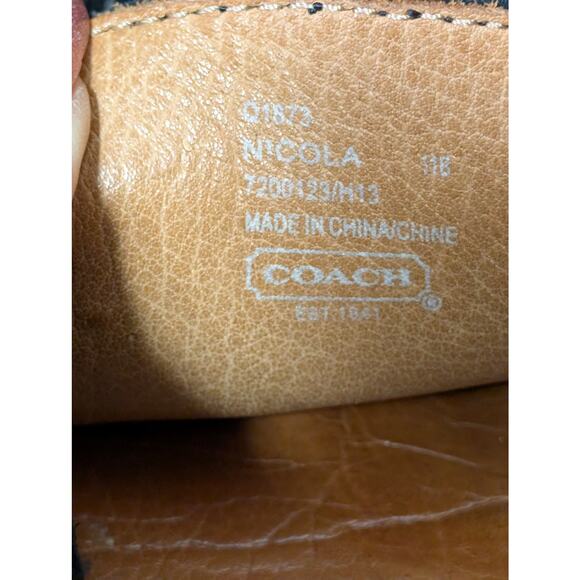 Q1873
NICOLA 11B
7200123/H13
MADE IN CHINA/CHINE
COACH®
EST. 1941